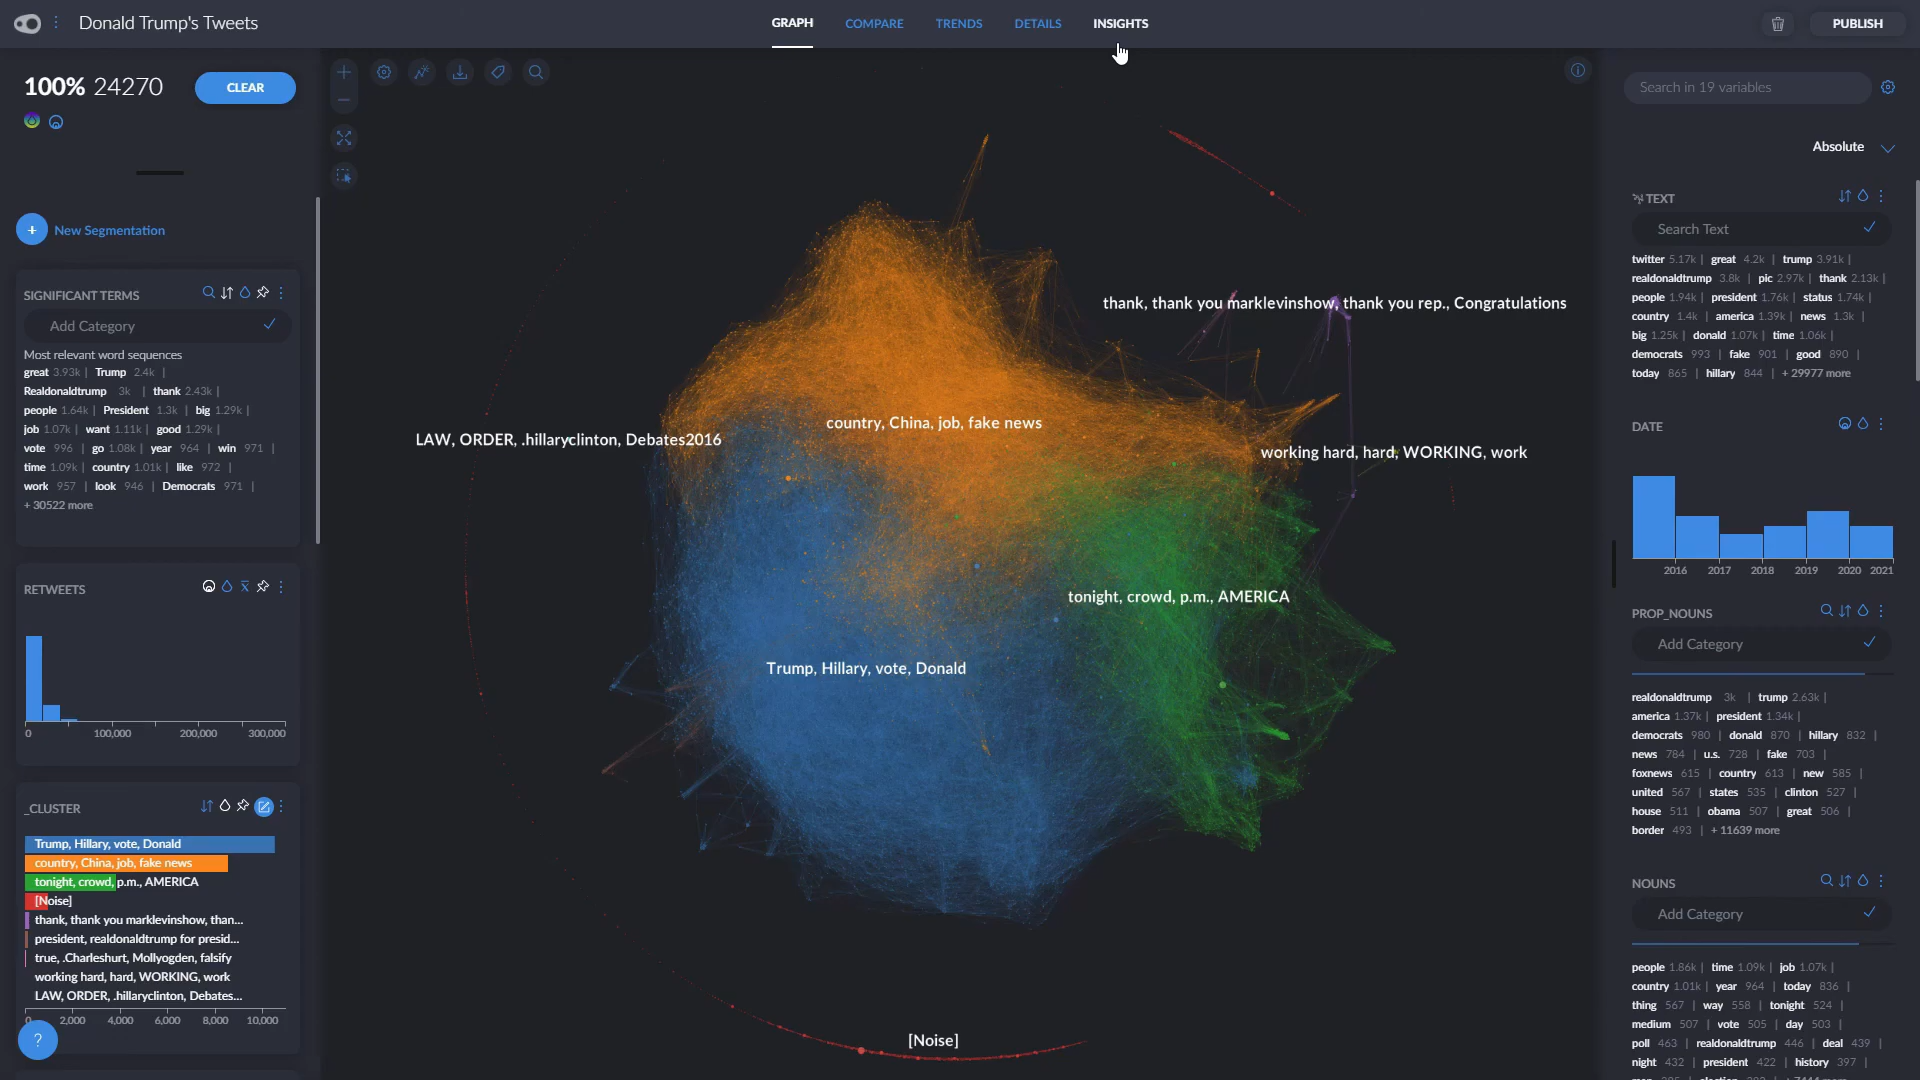 Donald Trump's Tweets
GRAPH
COMPARE
TRENDS
DETAILS
INSIGHTS
PUBLISH
100% 24270
CLEAR
New Segmentation
SIGNIFICANT TERMS
Add Category
Most relevant word sequences
great 3.93k | Trump 2.4k |
Realdonaldtrump 3k | thank 2.43k |
people 1.64k | President 1.3k | big 1.29k |
job 1.07k | want 1.11k | good 1.29k |
vote 996 | go 1.08k | year 964 | win 971 |
time 1.09k | country 1.01k | like 972 |
work 957 | look 946 | Democrats 971 |
+ 30522 more
RETWEETS
0 100,000 200,000 300,000
_CLUSTER
Trump, Hillary, vote, Donald
country, China, job, fake news
tonight, crowd, p.m., AMERICA
[Noise]
thank, thank you marklevinshow, than...
president, realdonaldtrump for presid...
true, .Charleshurt, Mollyogden, falsify
working hard, hard, WORKING, work
LAW, ORDER, .hillaryclinton, Debates...
0 2,000 4,000 6,000 8,000 10,000
?
thank, thank you marklevinshow, thank you rep., Congratulations
country, China, job, fake news
LAW, ORDER, .hillaryclinton, Debates2016
working hard, hard, WORKING, work
tonight, crowd, p.m., AMERICA
Trump, Hillary, vote, Donald
[Noise]
Search in 19 variables
Absolute
TEXT
Search Text
twitter 5.17k | great 4.2k | trump 3.91k |
realdonaldtrump 3.8k | pic 2.97k | thank 2.13k |
people 1.94k | president 1.76k | status 1.74k |
country 1.4k | america 1.39k | news 1.3k |
big 1.25k | donald 1.07k | time 1.06k |
democrats 993 | fake 901 | good 890 |
today 865 | hillary 844 | + 29977 more
DATE
2016 2017 2018 2019 2020 2021
PROP_NOUNS
Add Category
realdonaldtrump 3k | trump 2.63k |
america 1.37k | president 1.34k |
democrats 980 | donald 870 | hillary 832 |
news 784 | u.s. 728 | fake 703 |
foxnews 615 | country 613 | new 585 |
united 567 | states 535 | clinton 527 |
house 511 | obama 507 | great 506 |
border 493 | + 11639 more
NOUNS
Add Category
people 1.86k | time 1.09k | job 1.07k |
country 1.01k | year 964 | today 836 |
thing 567 | way 558 | tonight 524 |
medium 507 | vote 505 | day 503 |
poll 463 | realdonaldtrump 446 | deal 439 |
night 432 | president 422 | history 397 |